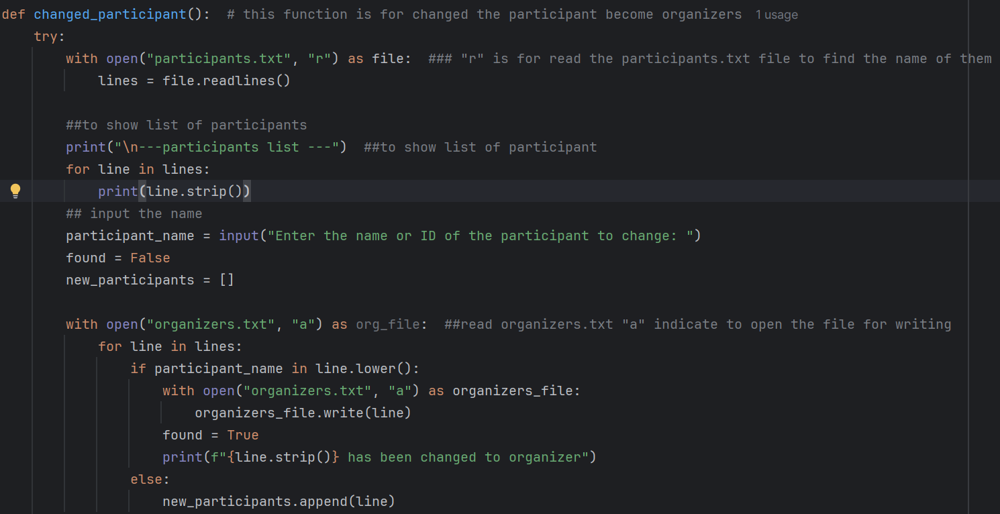 def changed_participant():  # this function is for changed the participant become organizers  1 usage
    try:
        with open("participants.txt", "r") as file:  ### "r" is for read the participants.txt file to find the name of them
            lines = file.readlines()

        ##to show list of participants
        print("\n---participants list ---")  ##to show list of participant
        for line in lines:
            print(line.strip())
        ## input the name
        participant_name = input("Enter the name or ID of the participant to change: ")
        found = False
        new_participants = []

        with open("organizers.txt", "a") as org_file:  ##read organizers.txt "a" indicate to open the file for writing
            for line in lines:
                if participant_name in line.lower():
                    with open("organizers.txt", "a") as organizers_file:
                        organizers_file.write(line)
                    found = True
                    print(f"{line.strip()} has been changed to organizer")
                else:
                    new_participants.append(line)